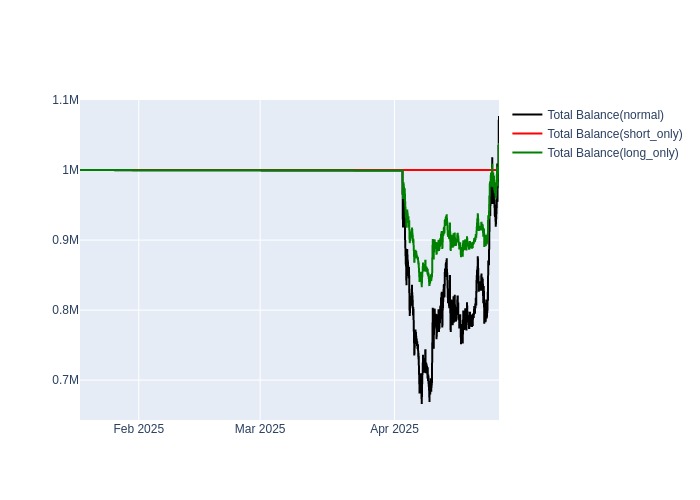 1.1M
1M
0.9M
0.8M
0.7M
Feb 2025
Mar 2025
Apr 2025
Total Balance(normal)
Total Balance(short_only)
Total Balance(long_only)